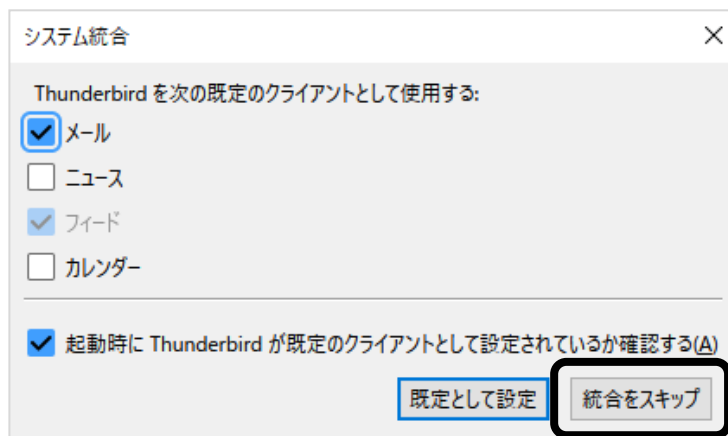 システム統合
Thunderbird を次の既定のクライアントとして使用する:
メール
ニュース
フィード
カレンダー
起動時に Thunderbird が既定のクライアントとして設定されているか確認する(A)
既定として設定 統合をスキップ